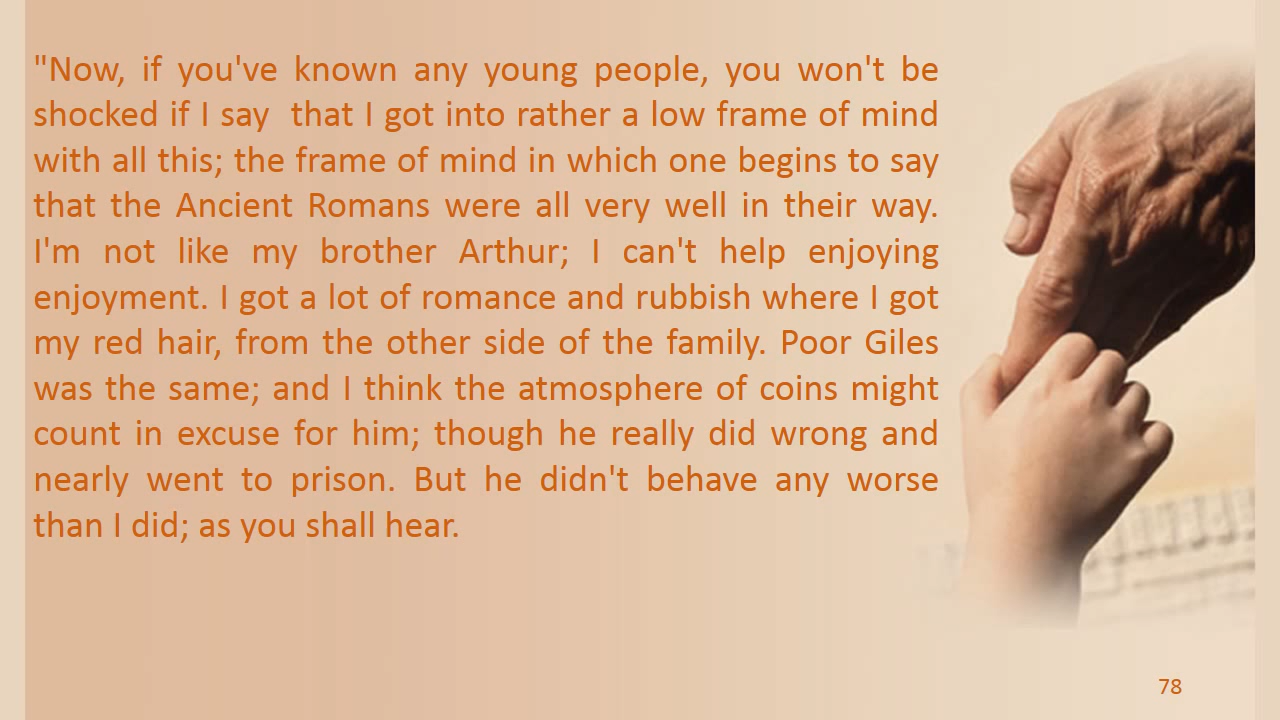 "Now, if you've known any young people, you won't be
shocked if I say  that I got into rather a low frame of mind
with all this; the frame of mind in which one begins to say
that the Ancient Romans were all very well in their way.
I'm not like my brother Arthur; I can't help enjoying
enjoyment. I got a lot of romance and rubbish where I got
my red hair, from the other side of the family. Poor Giles
was the same; and I think the atmosphere of coins might
count in excuse for him; though he really did wrong and
nearly went to prison. But he didn't behave any worse
than I did; as you shall hear.
78